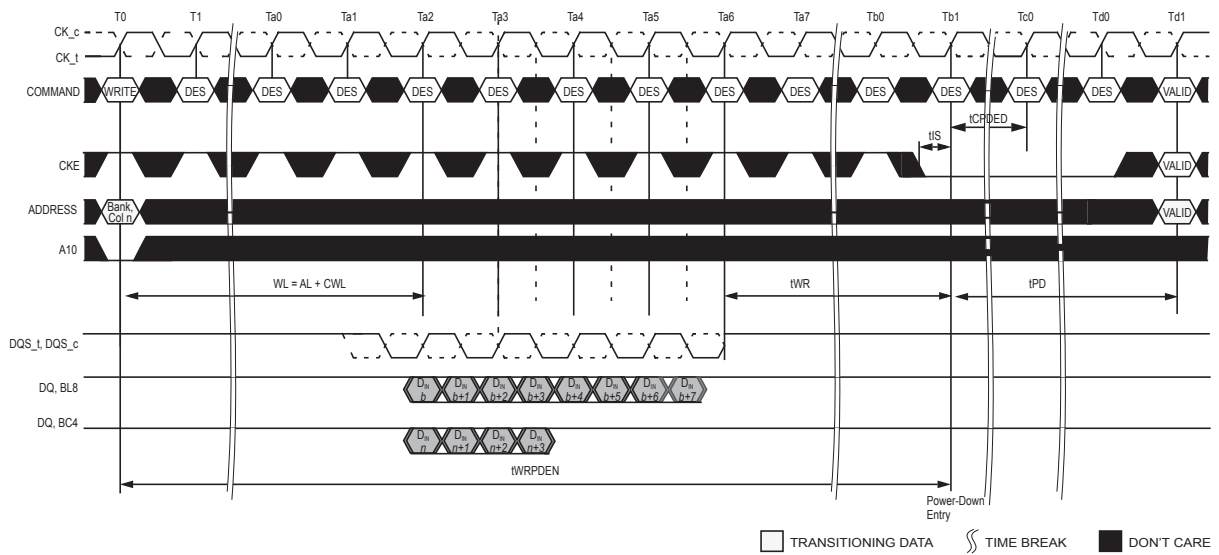 T0 T1 Ta0 Ta1 Ta2 Ta3 Ta4 Ta5 Ta6 Ta7 Tb0 Tb1 Tc0 Td0 Td1
CK_c
CK_t
COMMAND WRITE DES DES DES DES DES DES DES DES DES DES DES DES DES VALID
tCPDED
tIS
CKE VALID
ADDRESS Bank, Col n VALID
A10
WL = AL + CWL tWR tPD
DQS_t, DQS_c
DQ, BL8 DIN b DIN b+1 DIN b+2 DIN b+3 DIN b+4 DIN b+5 DIN b+6 DIN b+7
DQ, BC4 DIN n DIN n+1 DIN n+2 DIN n+3
tWRPDEN
Power-Down
Entry
TRANSITIONING DATA TIME BREAK DON'T CARE